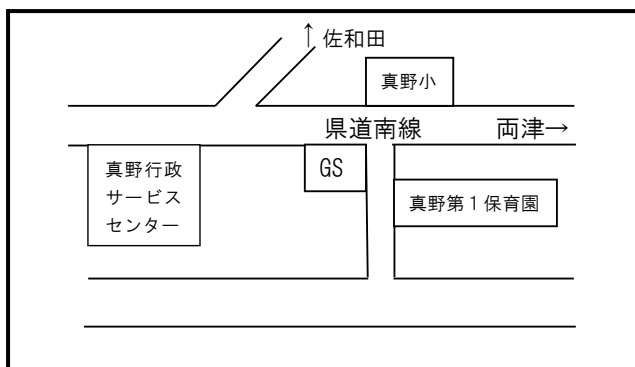 ↑佐和田
真野小
県道南線
両津→
真野行政
サービス
センター
GS
真野第1保育園